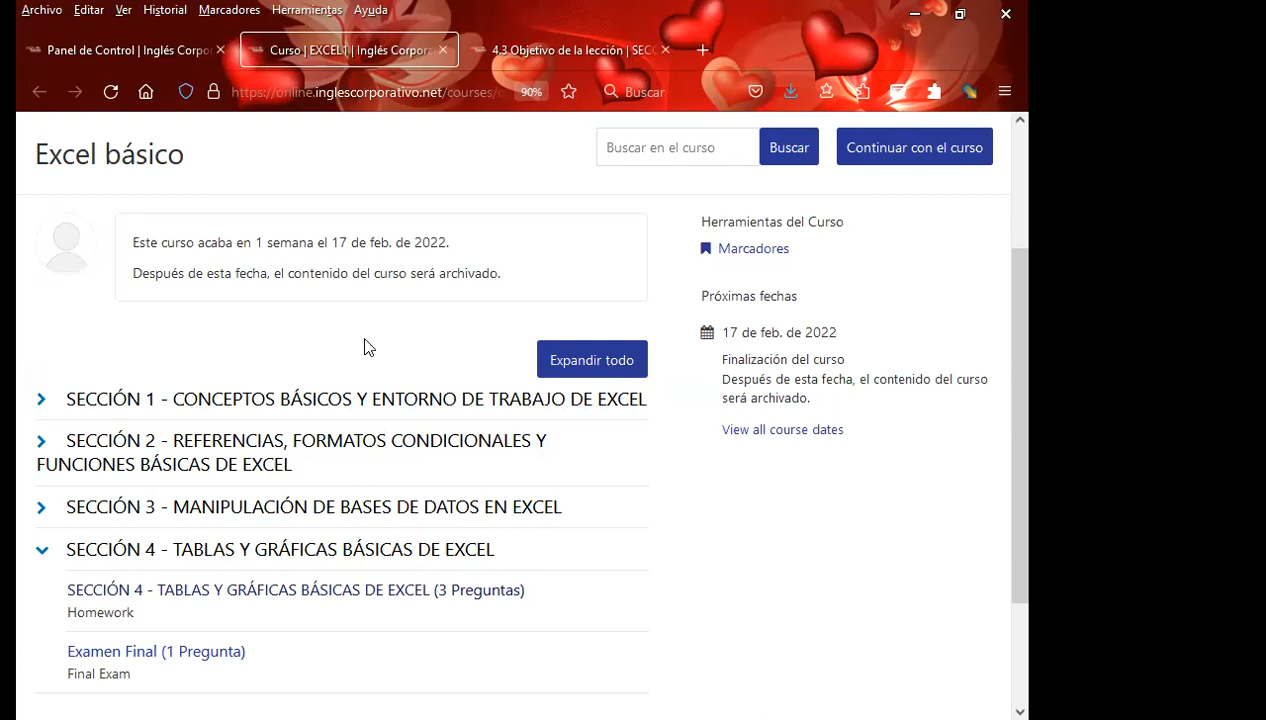 Archivo Editar Ver Historial Marcadores Herramientas Ayuda
Panel de Control | Inglés Corpo
Curso | EXCEL1 | Inglés Corpora
4.3 Objetivo de la lección | SEC
https://online.inglescorporativo.net/courses/
90%
Buscar
Excel básico
Buscar en el curso
Buscar
Continuar con el curso
Este curso acaba en 1 semana el 17 de feb. de 2022.
Después de esta fecha, el contenido del curso será archivado.
Herramientas del Curso
Marcadores
Próximas fechas
17 de feb. de 2022
Finalización del curso
Después de esta fecha, el contenido del curso
será archivado.
View all course dates
Expandir todo
SECCIÓN 1 - CONCEPTOS BÁSICOS Y ENTORNO DE TRABAJO DE EXCEL
SECCIÓN 2 - REFERENCIAS, FORMATOS CONDICIONALES Y
FUNCIONES BÁSICAS DE EXCEL
SECCIÓN 3 - MANIPULACIÓN DE BASES DE DATOS EN EXCEL
SECCIÓN 4 - TABLAS Y GRÁFICAS BÁSICAS DE EXCEL
SECCIÓN 4 - TABLAS Y GRÁFICAS BÁSICAS DE EXCEL (3 Preguntas)
Homework
Examen Final (1 Pregunta)
Final Exam